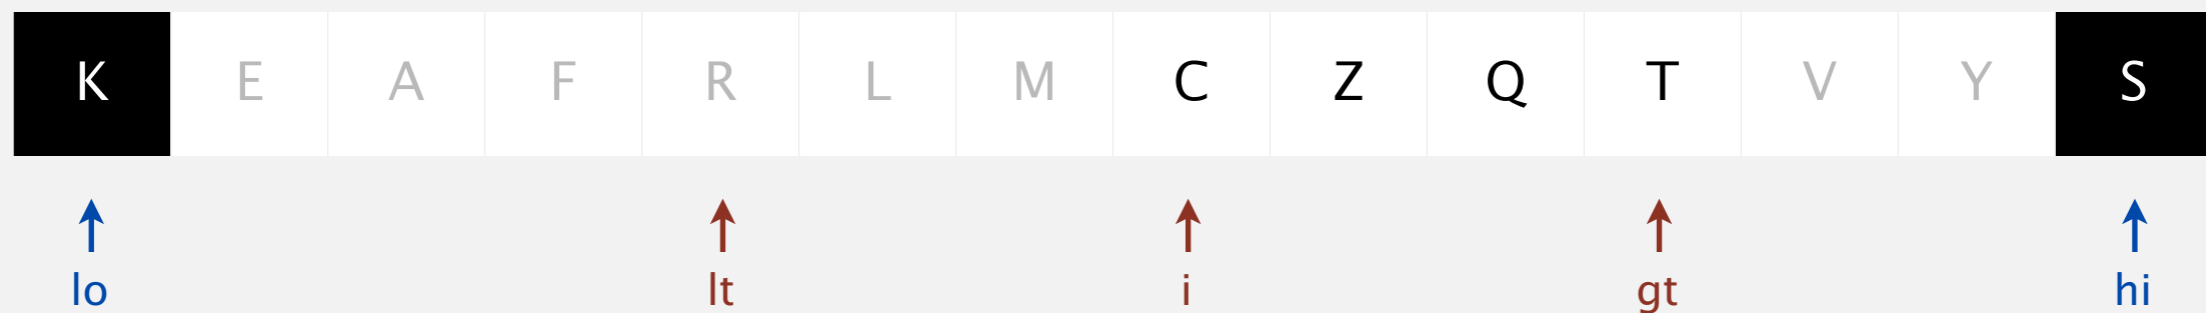 K E A F R L M C Z Q T V Y S
lo lt i gt hi